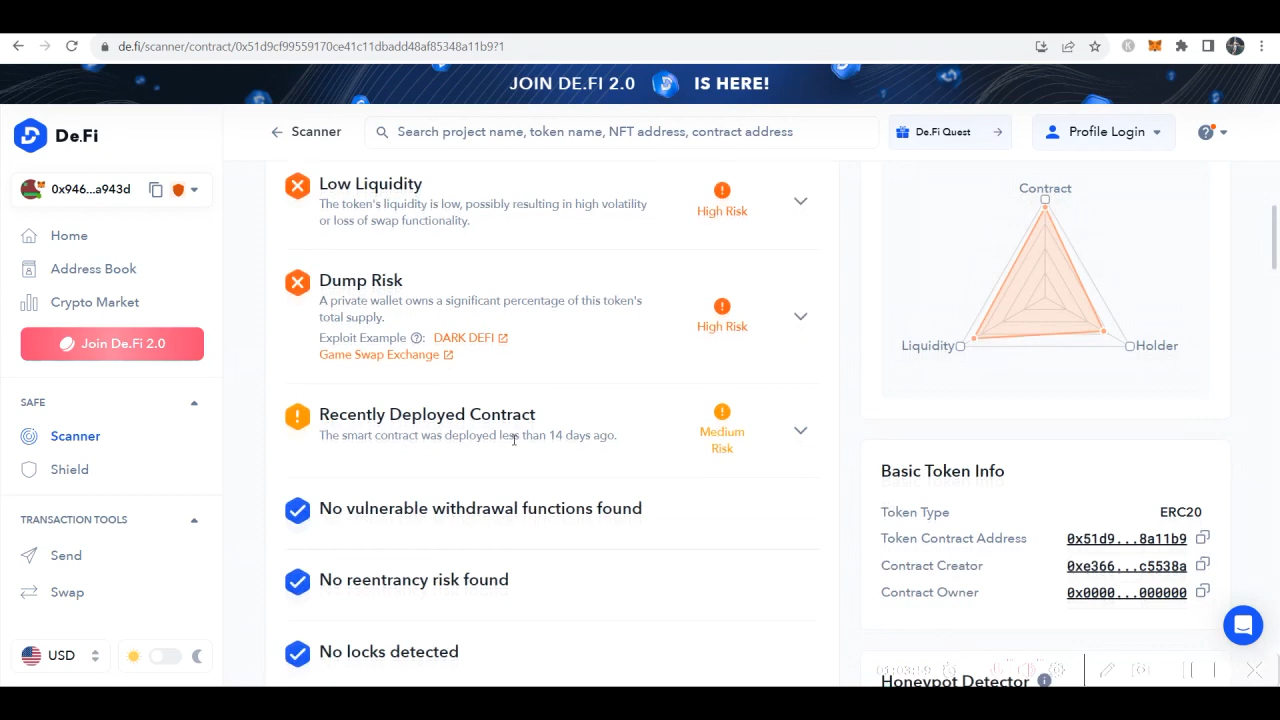 de.fi/scanner/contract/0x51d9cf99559170ce41c11dbadd48af85348a11b9?1
JOIN DE.FI 2.0 IS HERE!
De.Fi
Scanner
Search project name, token name, NFT address, contract address
De.Fi Quest
Profile Login
0x946...a943d
Home
Address Book
Crypto Market
Join De.Fi 2.0
SAFE
Scanner
Shield
TRANSACTION TOOLS
Send
Swap
USD
Low Liquidity
The token's liquidity is low, possibly resulting in high volatility
or loss of swap functionality.
High Risk
Dump Risk
A private wallet owns a significant percentage of this token's
total supply.
Exploit Example ? : DARK DEFI
Game Swap Exchange
High Risk
Recently Deployed Contract
The smart contract was deployed less than 14 days ago.
Medium
Risk
No vulnerable withdrawal functions found
No reentrancy risk found
No locks detected
Contract
Liquidity
Holder
Basic Token Info
Token Type ERC20
Token Contract Address 0x51d9...8a11b9
Contract Creator 0xe366...c5538a
Contract Owner 0x0000...000000
Honeypot Detector